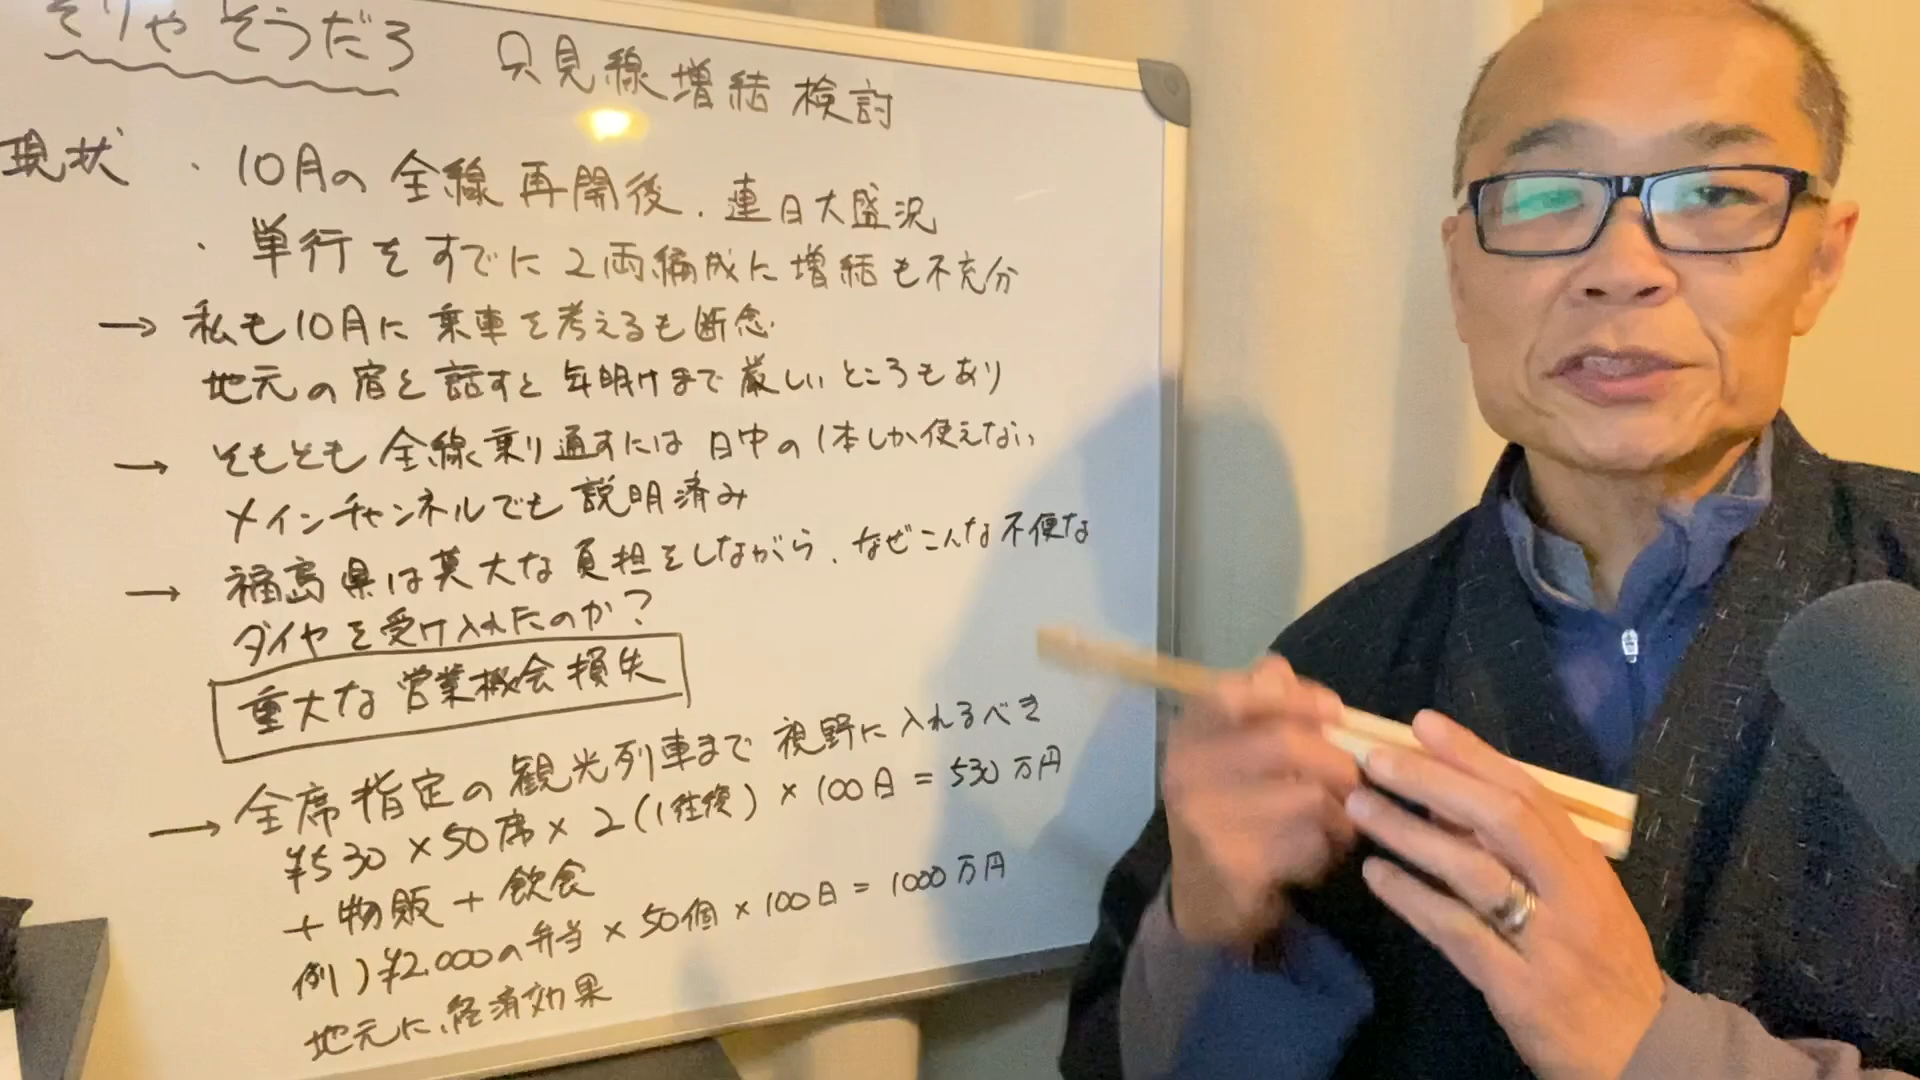 そりゃそうだろ
只見線増結検討
現状 ・10月の全線再開後、連日大盛況
・単行をすでに2両編成に増結も不充分
→ 私も10月に乗車を考えるも断念
地元の宿と話すと年明けまで厳しいところもあり
→ そもそも全線乗り通すには日中の1本しか使えない
メインチャンネルでも説明済み
→ 福島県は莫大な負担をしながら、なぜこんな不便な
ダイヤを受け入れたのか?
重大な営業機会損失
→ 全席指定の観光列車まで視野に入れるべき
¥530×50席×2(1往復)×100日=530万円
+物販+飲食
例)¥2.000の弁当×50個×100日=1000万円
地元に経済効果